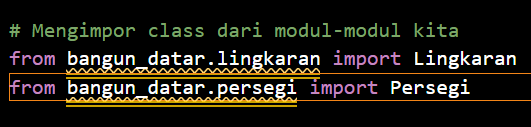 # Mengimpor class dari modul-modul kita
from bangun_datar.lingkaran import Lingkaran
from bangun_datar.persegi import Persegi